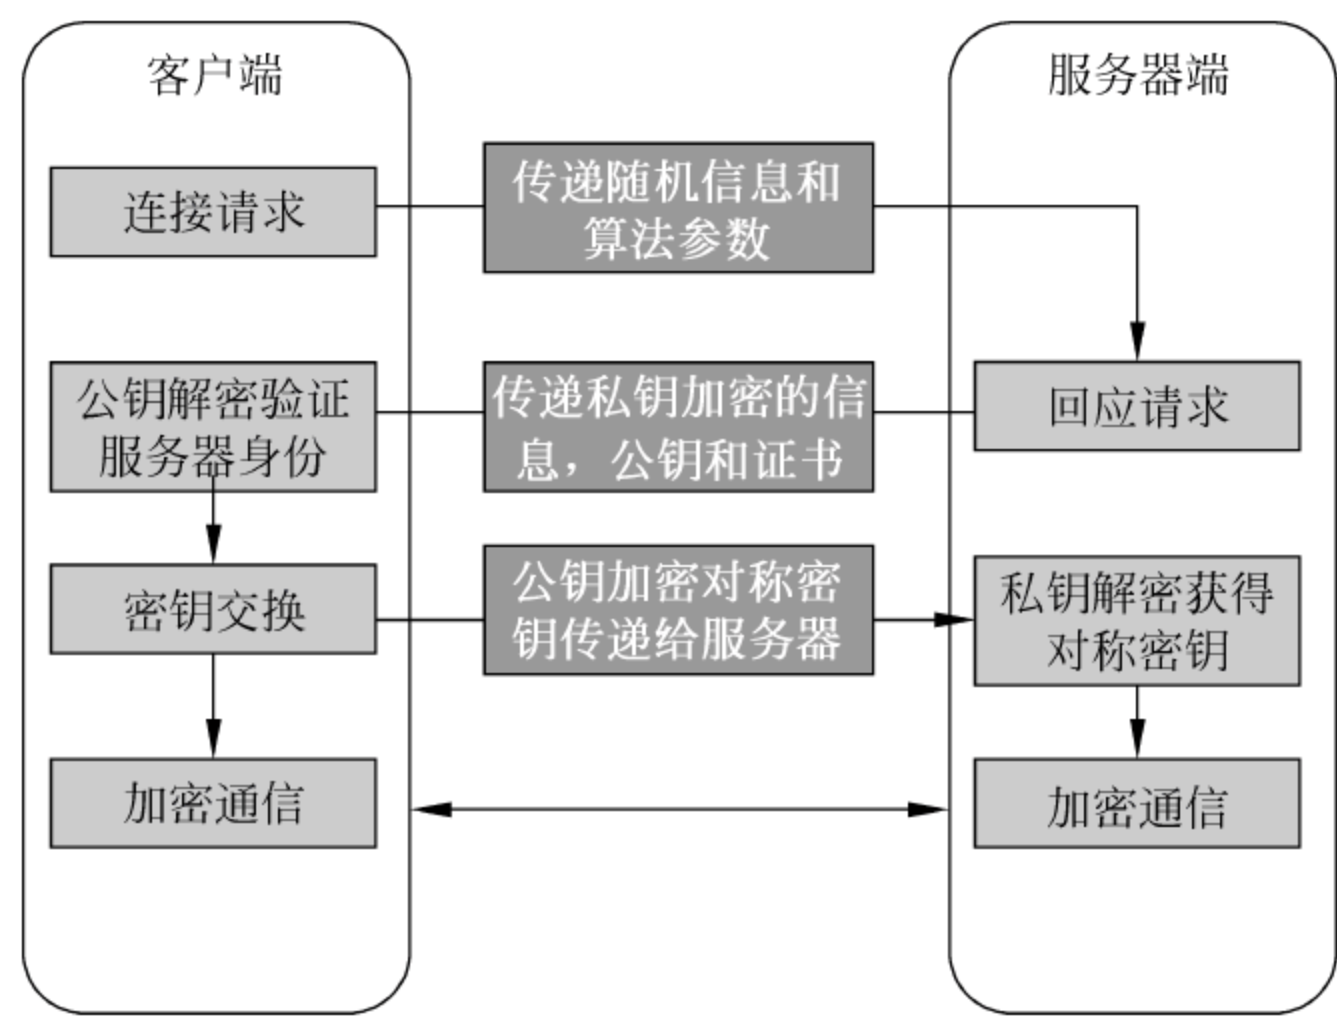 客户端
服务器端
连接请求
传递随机信息和
算法参数
公钥解密验证
服务器身份
传递私钥加密的信
息，公钥和证书
回应请求
密钥交换
公钥加密对称密
钥传递给服务器
私钥解密获得
对称密钥
加密通信
加密通信